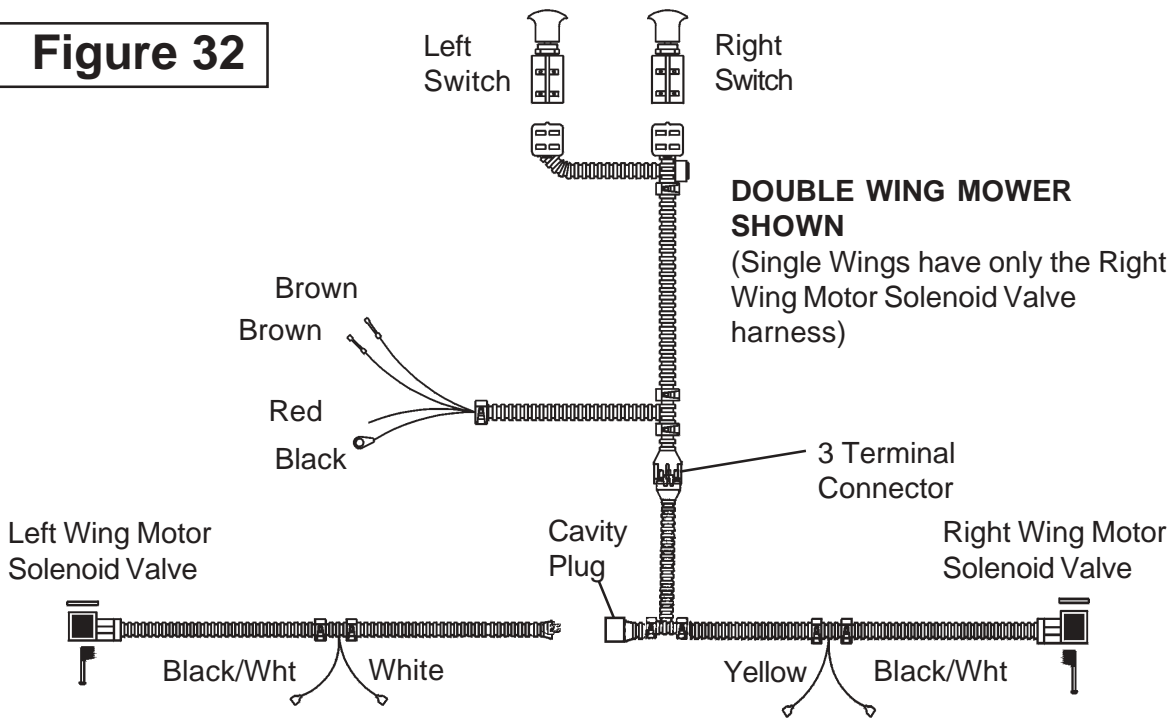 Figure 32
Left
Switch
Right
Switch
DOUBLE WING MOWER
SHOWN
(Single Wings have only the Right
Wing Motor Solenoid Valve
harness)
Brown
Brown
Red
Black
3 Terminal
Connector
Left Wing Motor
Solenoid Valve
Cavity
Plug
Right Wing Motor
Solenoid Valve
Black/Wht
White
Yellow
Black/Wht